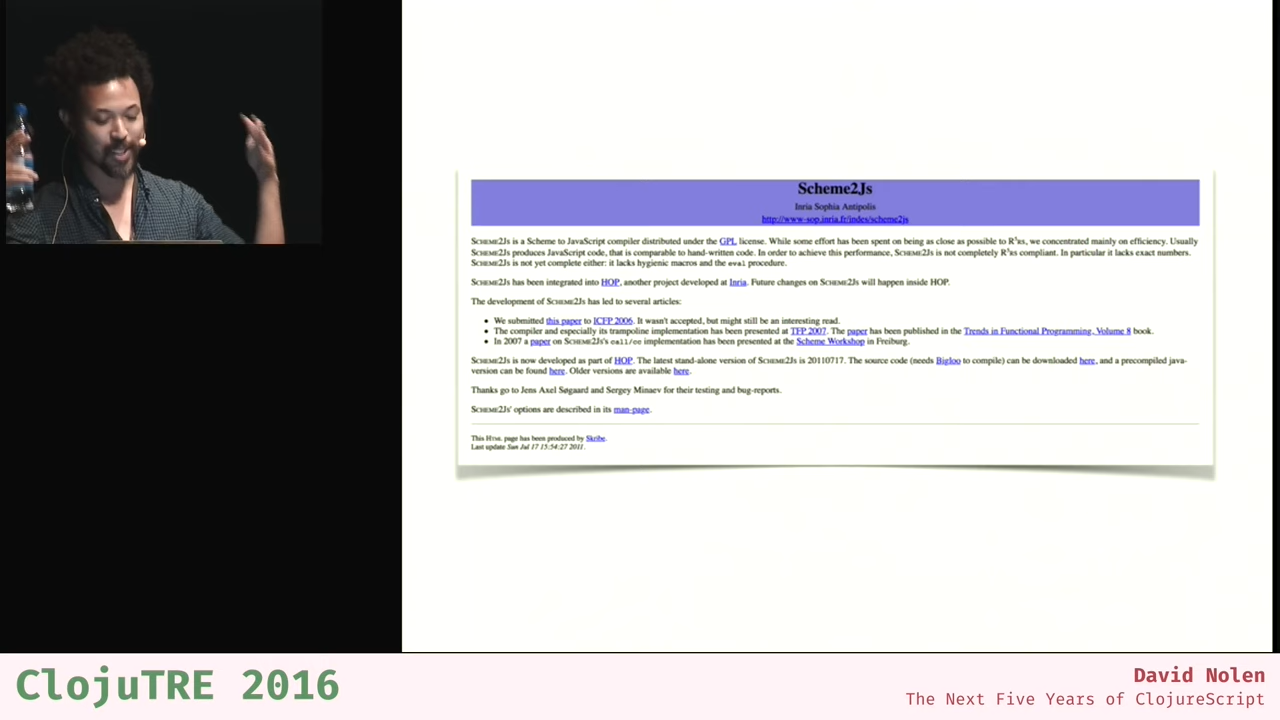 Scheme2Js
Inria Sophia Antipolis
http://www-sop.inria.fr/indes/scheme2js
SCHEME2JS is a Scheme to JavaScript compiler distributed under the GPL license. While some effort has been spent on being as close as possible to R⁵RS, we concentrated mainly on efficiency. Usually
SCHEME2JS produces JavaScript code, that is comparable to hand-written code. In order to achieve this performance, SCHEME2JS is not completely R⁵RS compliant. In particular it lacks exact numbers.
SCHEME2JS is not yet complete either: it lacks hygienic macros and the eval procedure.
SCHEME2JS has been integrated into HOP, another project developed at Inria. Future changes on SCHEME2JS will happen inside HOP.
The development of SCHEME2JS has led to several articles:
• We submitted this paper to ICFP 2006. It wasn't accepted, but might still be an interesting read.
• The compiler and especially its trampoline implementation has been presented at TFP 2007. The paper has been published in the Trends in Functional Programming, Volume 8 book.
• In 2007 a paper on SCHEME2JS's call/cc implementation has been presented at the Scheme Workshop in Freiburg.
SCHEME2JS is now developed as part of HOP. The latest stand-alone version of SCHEME2JS is 20110717. The source code (needs Bigloo to compile) can be downloaded here, and a precompiled java-
version can be found here. Older versions are available here.
Thanks go to Jens Axel Søgaard and Sergey Minaev for their testing and bug-reports.
SCHEME2JS' options are described in its man-page.
This HTML page has been produced by Skribe.
Last update Sun Jul 17 15:54:27 2011.
ClojuTRE 2016
David Nolen
The Next Five Years of ClojureScript